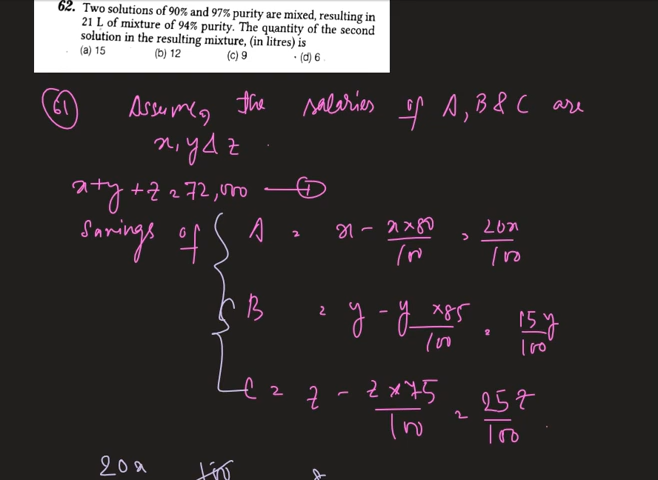 62. Two solutions of 90% and 97% purity are mixed, resulting in
21 L of mixture of 94% purity. The quantity of the second
solution in the resulting mixture, (in litres) is
(a) 15 (b) 12 (c) 9 (d) 6
61 Assume, the salaries of A, B & C are
x, y & z
x + y + z = 72,000 — 1
Savings of A = x - x×80/100 = 20x/100
B = y - y×85/100 = 15y/100
C = z - z×75/100 = 25z/100
20x